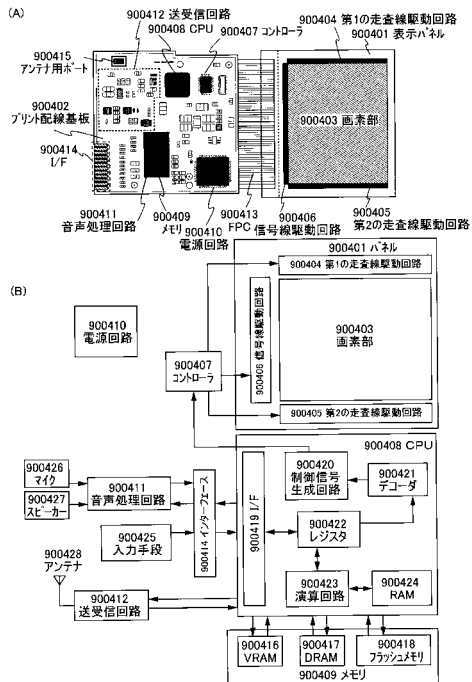 (A)
900412 送受信回路
900408 CPU
900407 コントローラ
900404 第1の走査線駆動回路
900401 表示パネル
900415
アンテナ用ポート
900402
プリント配線基板
900414
I/F
900403 画素部
900411
音声処理回路
900409
メモリ
900410
電源回路
900413
FPC
900406
信号線駆動回路
900405
第2の走査線駆動回路
(B)
900401 パネル
900404 第1の走査線駆動回路
900410
電源回路
900407
コントローラ
900406 信号線駆動回路
900403
画素部
900405 第2の走査線駆動回路
900408 CPU
900426
マイク
900427
スピーカー
900411
音声処理回路
900414 インターフェース
900419 I/F
900420
制御信号
生成回路
900421
デコーダ
900425
入力手段
900422
レジスタ
900428
アンテナ
900423
演算回路
900424
RAM
900412
送受信回路
900416
VRAM
900417
DRAM
900418
フラッシュメモリ
900409 メモリ